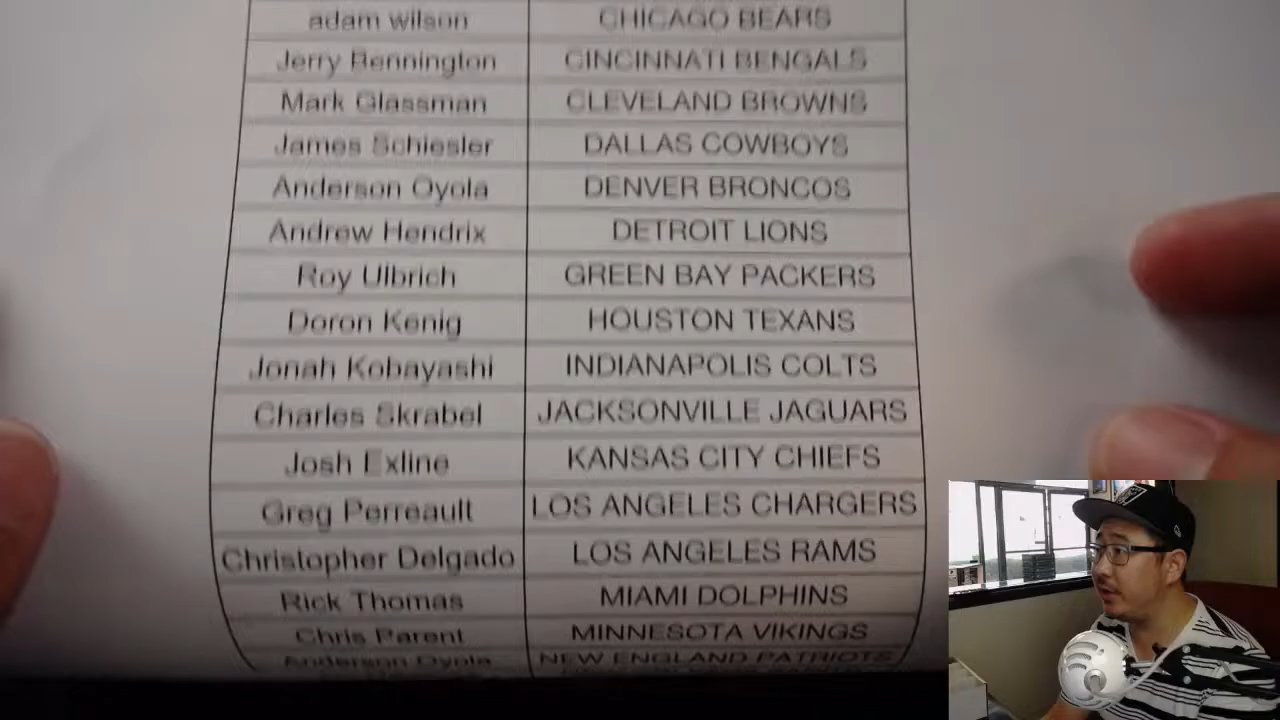 adam wilson CHICAGO BEARS
Jerry Bennington CINCINNATI BENGALS
Mark Glassman CLEVELAND BROWNS
James Schiesler DALLAS COWBOYS
Anderson Oyola DENVER BRONCOS
Andrew Hendrix DETROIT LIONS
Roy Ulbrich GREEN BAY PACKERS
Doron Kenig HOUSTON TEXANS
Jonah Kobayashi INDIANAPOLIS COLTS
Charles Skrabel JACKSONVILLE JAGUARS
Josh Exline KANSAS CITY CHIEFS
Greg Perreault LOS ANGELES CHARGERS
Christopher Delgado LOS ANGELES RAMS
Rick Thomas MIAMI DOLPHINS
Chris Parent MINNESOTA VIKINGS
Anderson Oyola NEW ENGLAND PATRIOTS